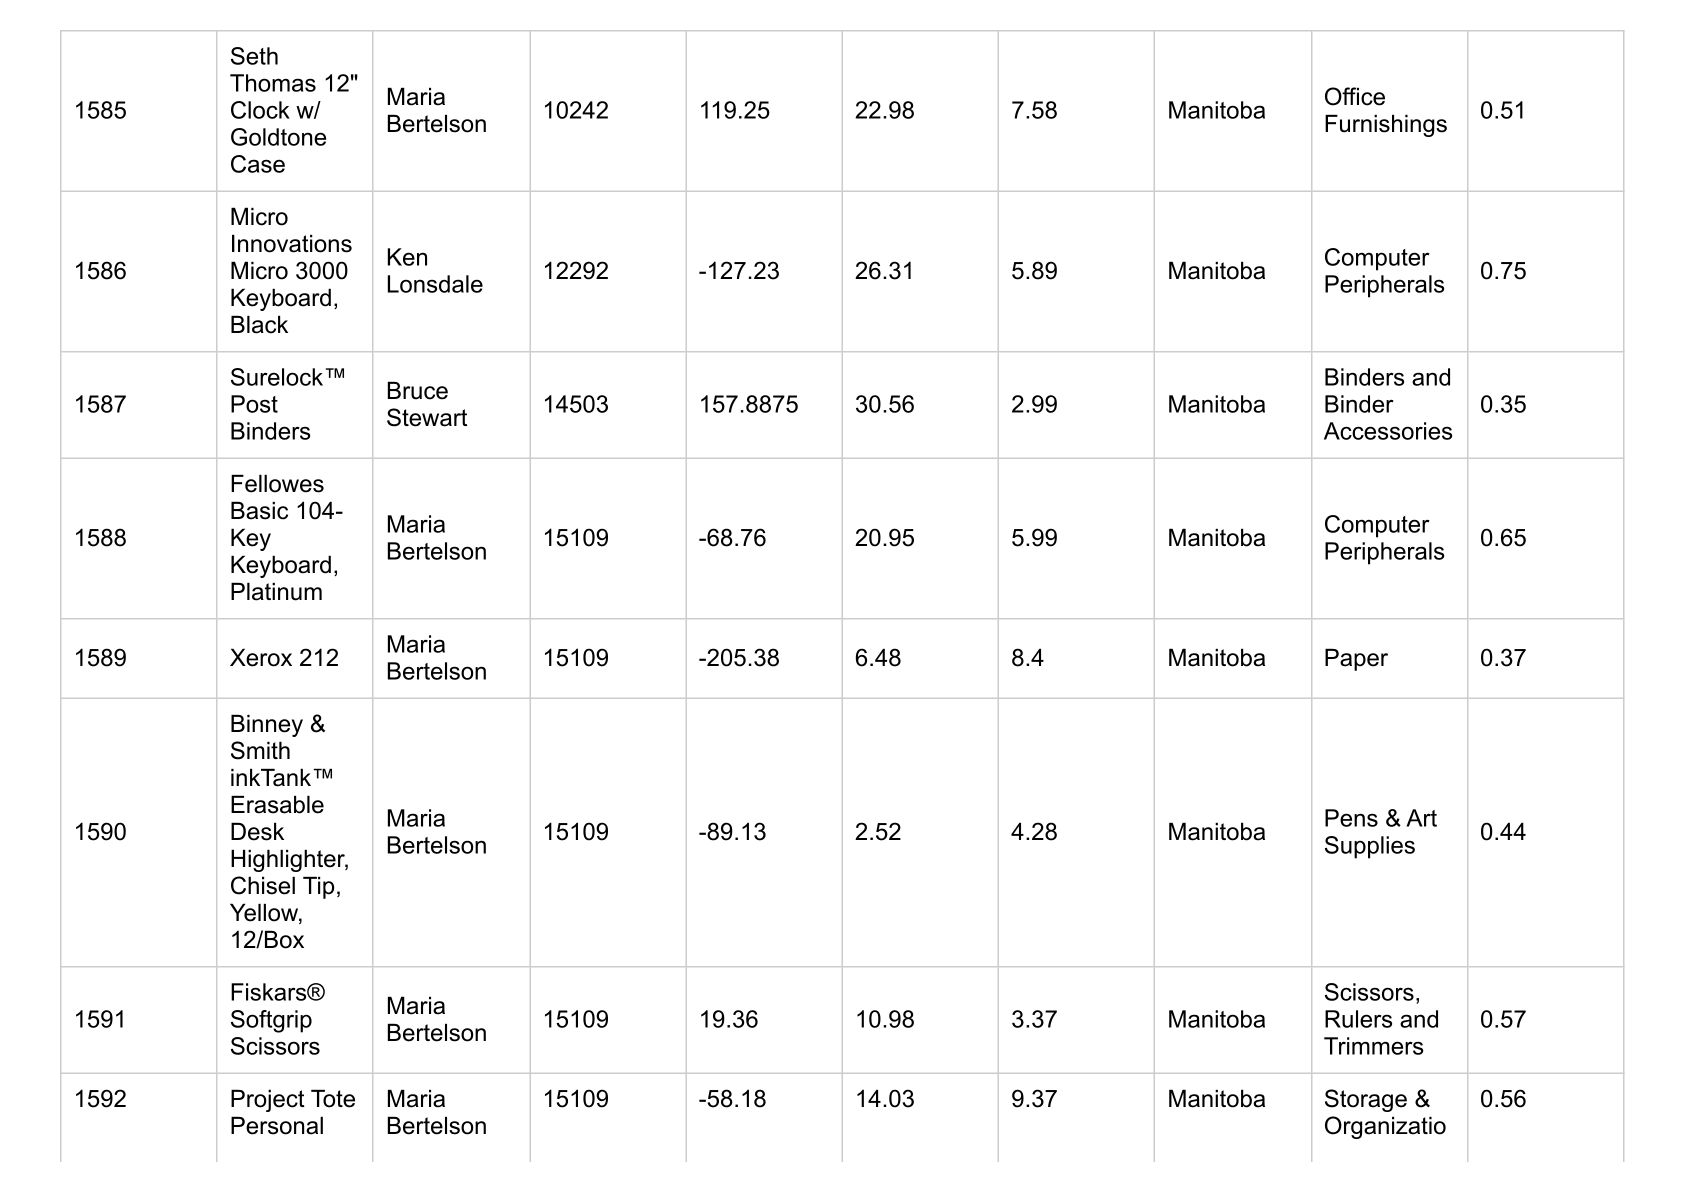 1585
Seth
Thomas 12"
Clock w/
Goldtone
Case
Maria
Bertelson
10242
119.25
22.98
7.58
Manitoba
Office
Furnishings
0.51
1586
Micro
Innovations
Micro 3000
Keyboard,
Black
Ken
Lonsdale
12292
-127.23
26.31
5.89
Manitoba
Computer
Peripherals
0.75
1587
Surelock™
Post
Binders
Bruce
Stewart
14503
157.8875
30.56
2.99
Manitoba
Binders and
Binder
Accessories
0.35
1588
Fellowes
Basic 104-
Key
Keyboard,
Platinum
Maria
Bertelson
15109
-68.76
20.95
5.99
Manitoba
Computer
Peripherals
0.65
1589
Xerox 212
Maria
Bertelson
15109
-205.38
6.48
8.4
Manitoba
Paper
0.37
1590
Binney &
Smith
inkTank™
Erasable
Desk
Highlighter,
Chisel Tip,
Yellow,
12/Box
Maria
Bertelson
15109
-89.13
2.52
4.28
Manitoba
Pens & Art
Supplies
0.44
1591
Fiskars®
Softgrip
Scissors
Maria
Bertelson
15109
19.36
10.98
3.37
Manitoba
Scissors,
Rulers and
Trimmers
0.57
1592
Project Tote
Personal
Maria
Bertelson
15109
-58.18
14.03
9.37
Manitoba
Storage &
Organizatio
0.56